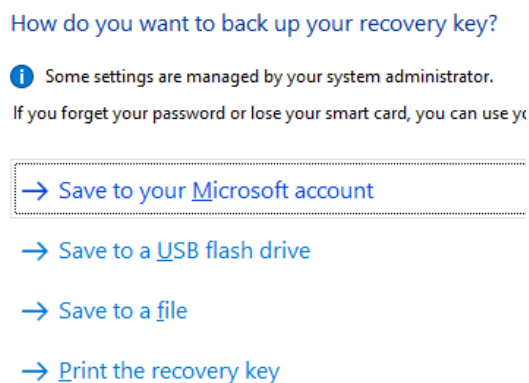 How do you want to back up your recovery key?
Some settings are managed by your system administrator.
If you forget your password or lose your smart card, you can use
Save to your Microsoft account
Save to a USB flash drive
Save to a file
Print the recovery key